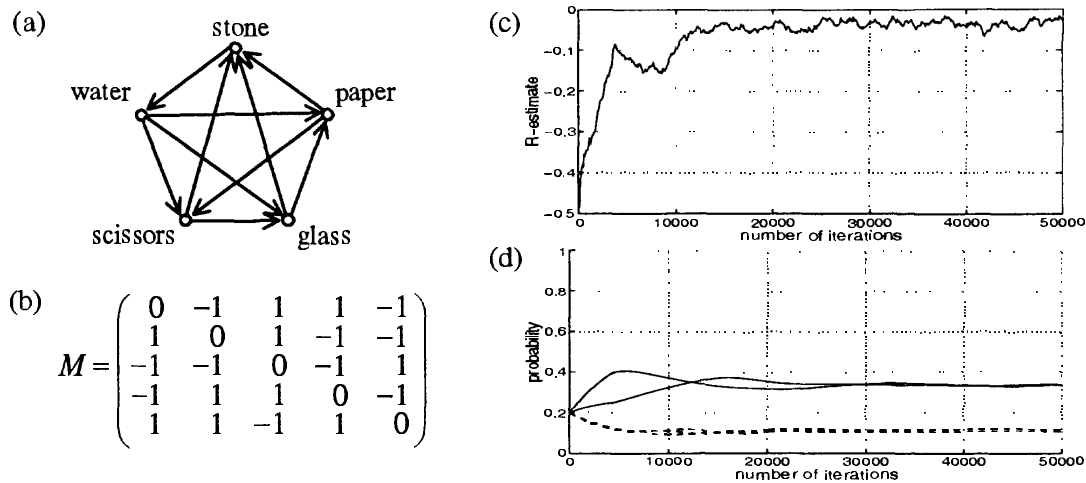 (a)
stone
water
paper
scissors
glass
(b)
M =
0 −1 1 1 −1
1 0 1 −1 −1
−1 −1 0 −1 1
−1 1 1 0 −1
1 1 −1 1 0
(c)
0
−0.1
−0.2
−0.3
−0.4
−0.5
R-estimate
0 10000 20000 30000 40000 50000
number of iterations
(d)
1
0.8
0.6
0.4
0.2
0
probability
0 10000 20000 30000 40000 50000
number of iterations